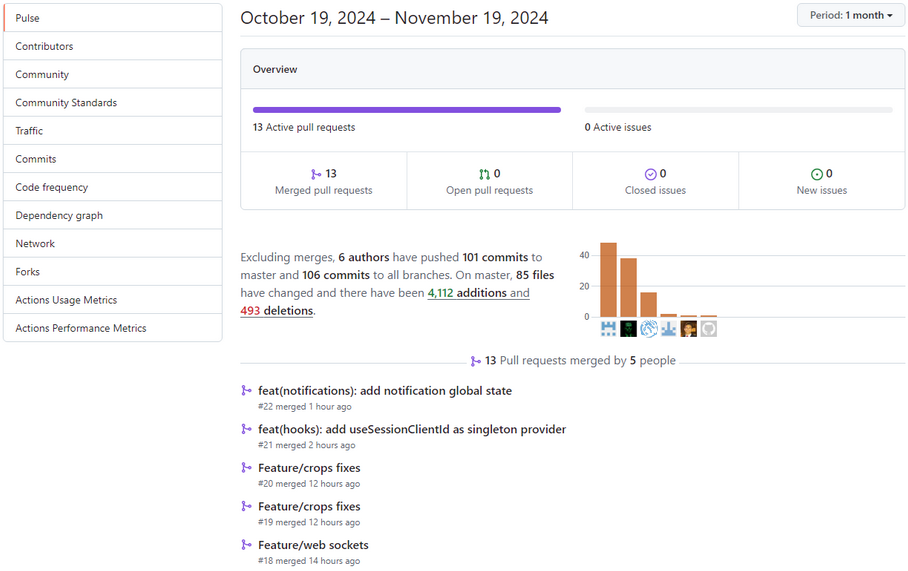 Pulse
Contributors
Community
Community Standards
Traffic
Commits
Code frequency
Dependency graph
Network
Forks
Actions Usage Metrics
Actions Performance Metrics
October 19, 2024 – November 19, 2024
Period: 1 month
Overview
13 Active pull requests
0 Active issues
13
Merged pull requests
0
Open pull requests
0
Closed issues
0
New issues
Excluding merges, 6 authors have pushed 101 commits to
master and 106 commits to all branches. On master, 85 files
have changed and there have been 4,112 additions and
493 deletions.
40
20
0
13 Pull requests merged by 5 people
feat(notifications): add notification global state
#22 merged 1 hour ago
feat(hooks): add useSessionClientId as singleton provider
#21 merged 2 hours ago
Feature/crops fixes
#20 merged 12 hours ago
Feature/crops fixes
#19 merged 12 hours ago
Feature/web sockets
#18 merged 14 hours ago